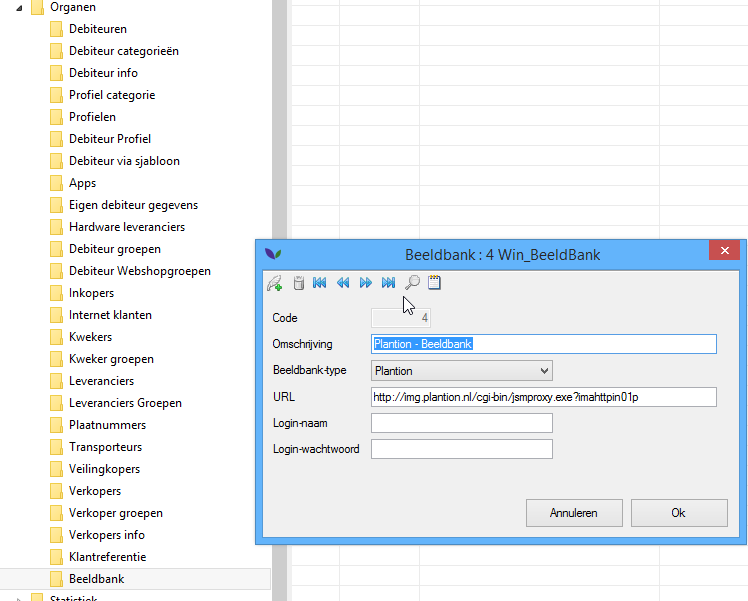 Organen
Debiteuren
Debiteur categorieën
Debiteur info
Profiel categorie
Profielen
Debiteur Profiel
Debiteur via sjabloon
Apps
Eigen debiteur gegevens
Hardware leveranciers
Debiteur groepen
Debiteur Webshopgroepen
Inkopers
Internet klanten
Kwekers
Kweker groepen
Leveranciers
Leveranciers Groepen
Plaatnummers
Transporteurs
Veilingkopers
Verkopers
Verkoper groepen
Verkopers info
Klantreferentie
Beeldbank
Statistiek
Beeldbank : 4 Win_BeeldBank
Code 4
Omschrijving Plantion - Beeldbank
Beeldbank-type Plantion
URL http://img.plantion.nl/cgi-bin/jsmproxy.exe?imahttpin01p
Login-naam
Login-wachtwoord
Annuleren Ok